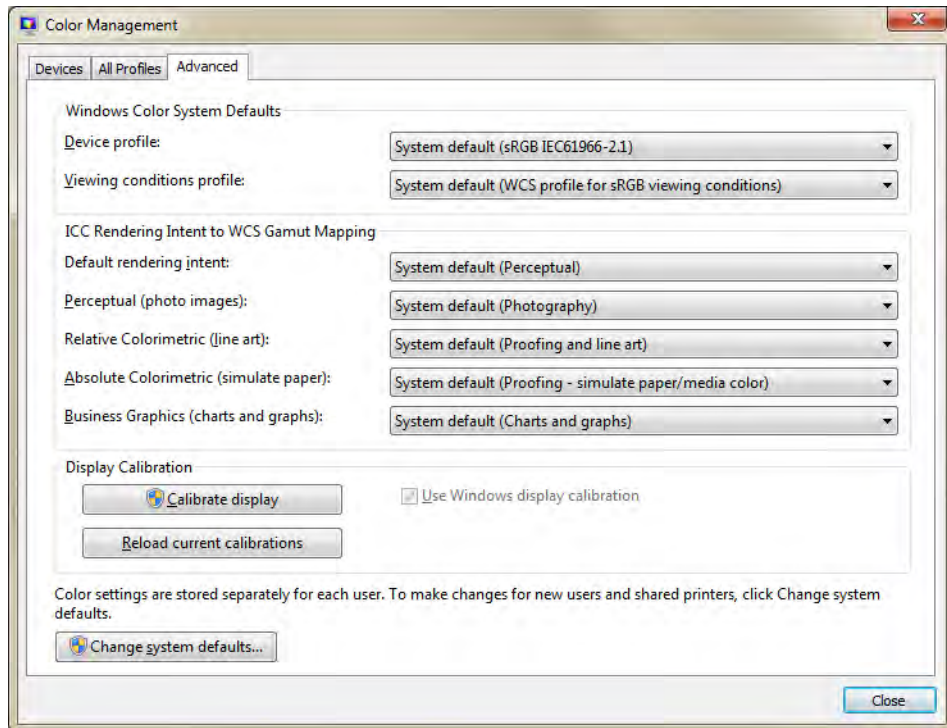 Color Management
Devices All Profiles Advanced
Windows Color System Defaults
Device profile: System default (sRGB IEC61966-2.1)
Viewing conditions profile: System default (WCS profile for sRGB viewing conditions)
ICC Rendering Intent to WCS Gamut Mapping
Default rendering intent: System default (Perceptual)
Perceptual (photo images): System default (Photography)
Relative Colorimetric (line art): System default (Proofing and line art)
Absolute Colorimetric (simulate paper): System default (Proofing - simulate paper/media color)
Business Graphics (charts and graphs): System default (Charts and graphs)
Display Calibration
Calibrate display Use Windows display calibration
Reload current calibrations
Color settings are stored separately for each user. To make changes for new users and shared printers, click Change system
defaults.
Change system defaults...
Close